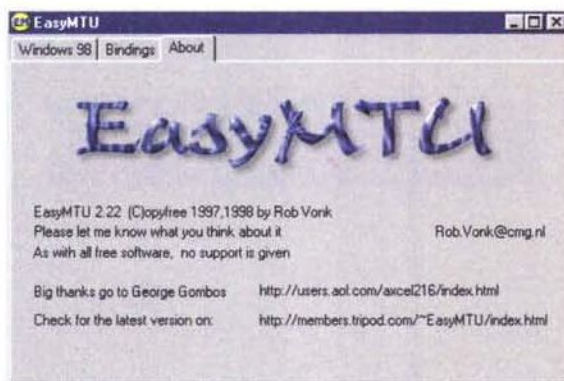 EasyMTU
Windows 98 Bindings About
EasyMTU
EasyMTU 2.22 (C)opyfree 1997,1998 by Rob Vonk
Please let me know what you think about it Rob.Vonk@cmg.nl
As with all free software, no support is given
Big thanks go to George Gombos http://users.aol.com/axcel216/index.html
Check for the latest version on: http://members.tripod.com/~EasyMTU/index.html